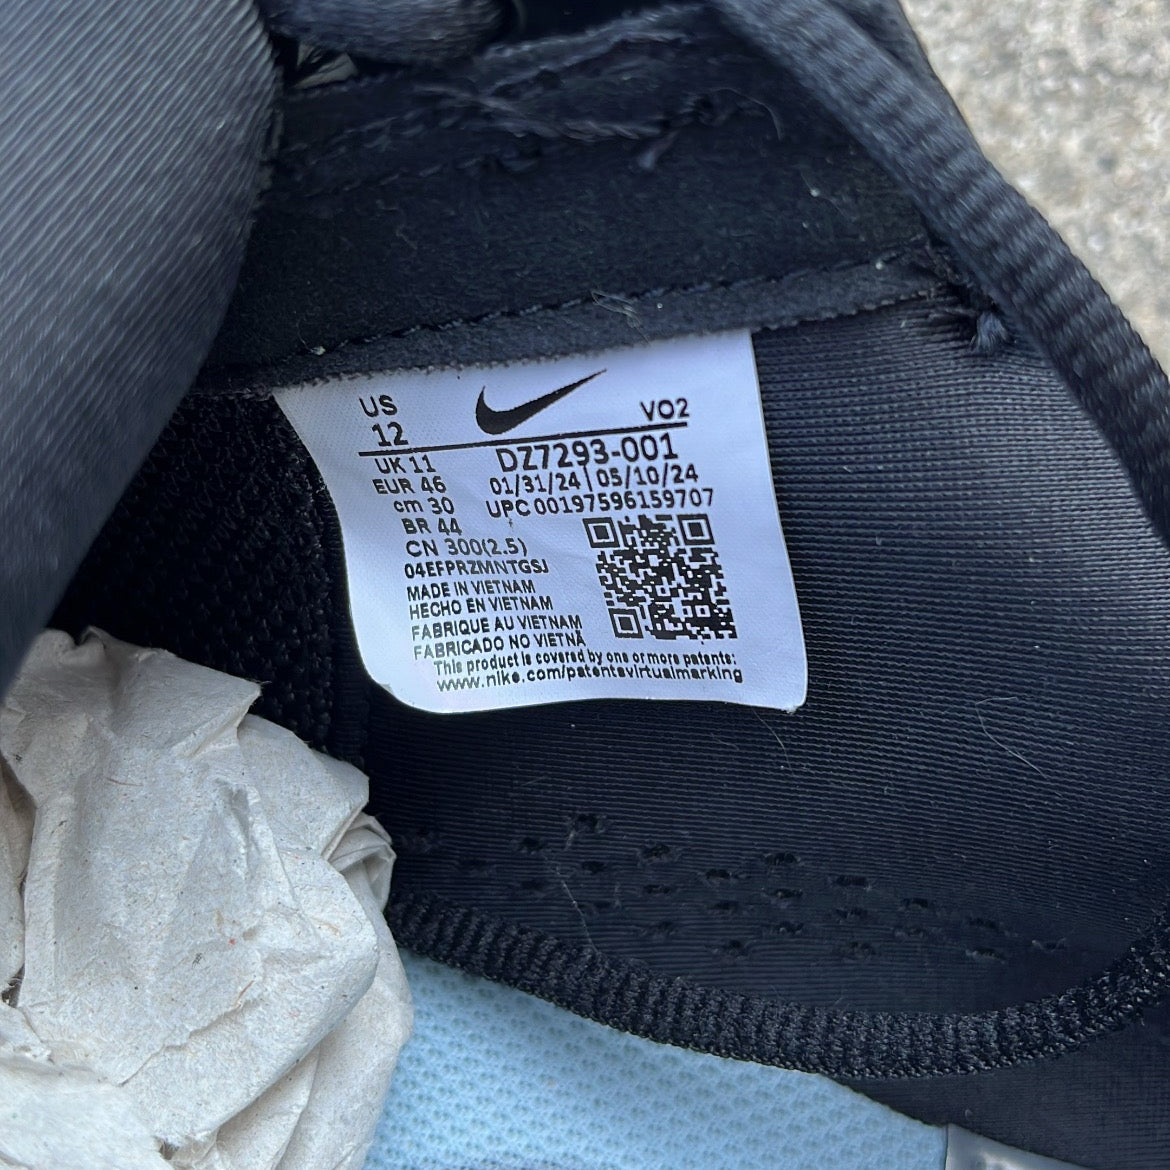 US
12
VO2
UK 11
DZ7293-001
EUR 46
01/31/24 | 05/10/24
cm 30
UPC 00197596159707
BR 44
CN 300(2.5)
04EFPRZMNTGSJ
MADE IN VIETNAM
HECHO EN VIETNAM
FABRIQUE AU VIETNAM
FABRICADO NO VIETNÃ
This product is covered by one or more patents:
www.nike.com/patentsvirtualmarking